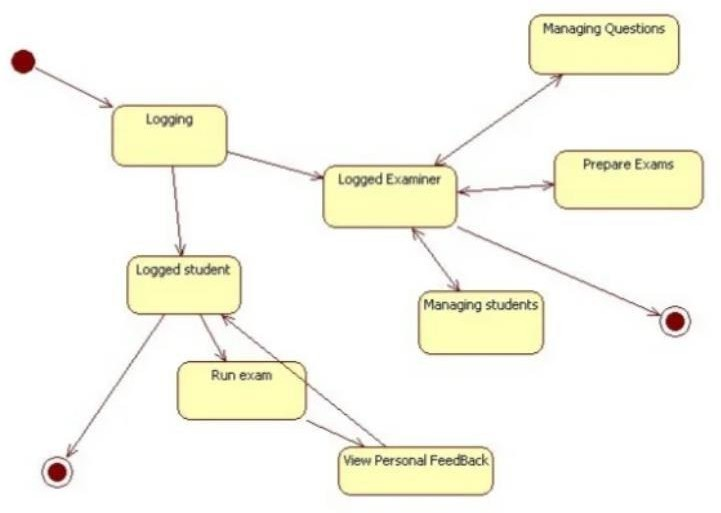 Managing Questions
Logging
Prepare Exams
Logged Examiner
Logged student
Managing students
Run exam
View Personal FeedBack